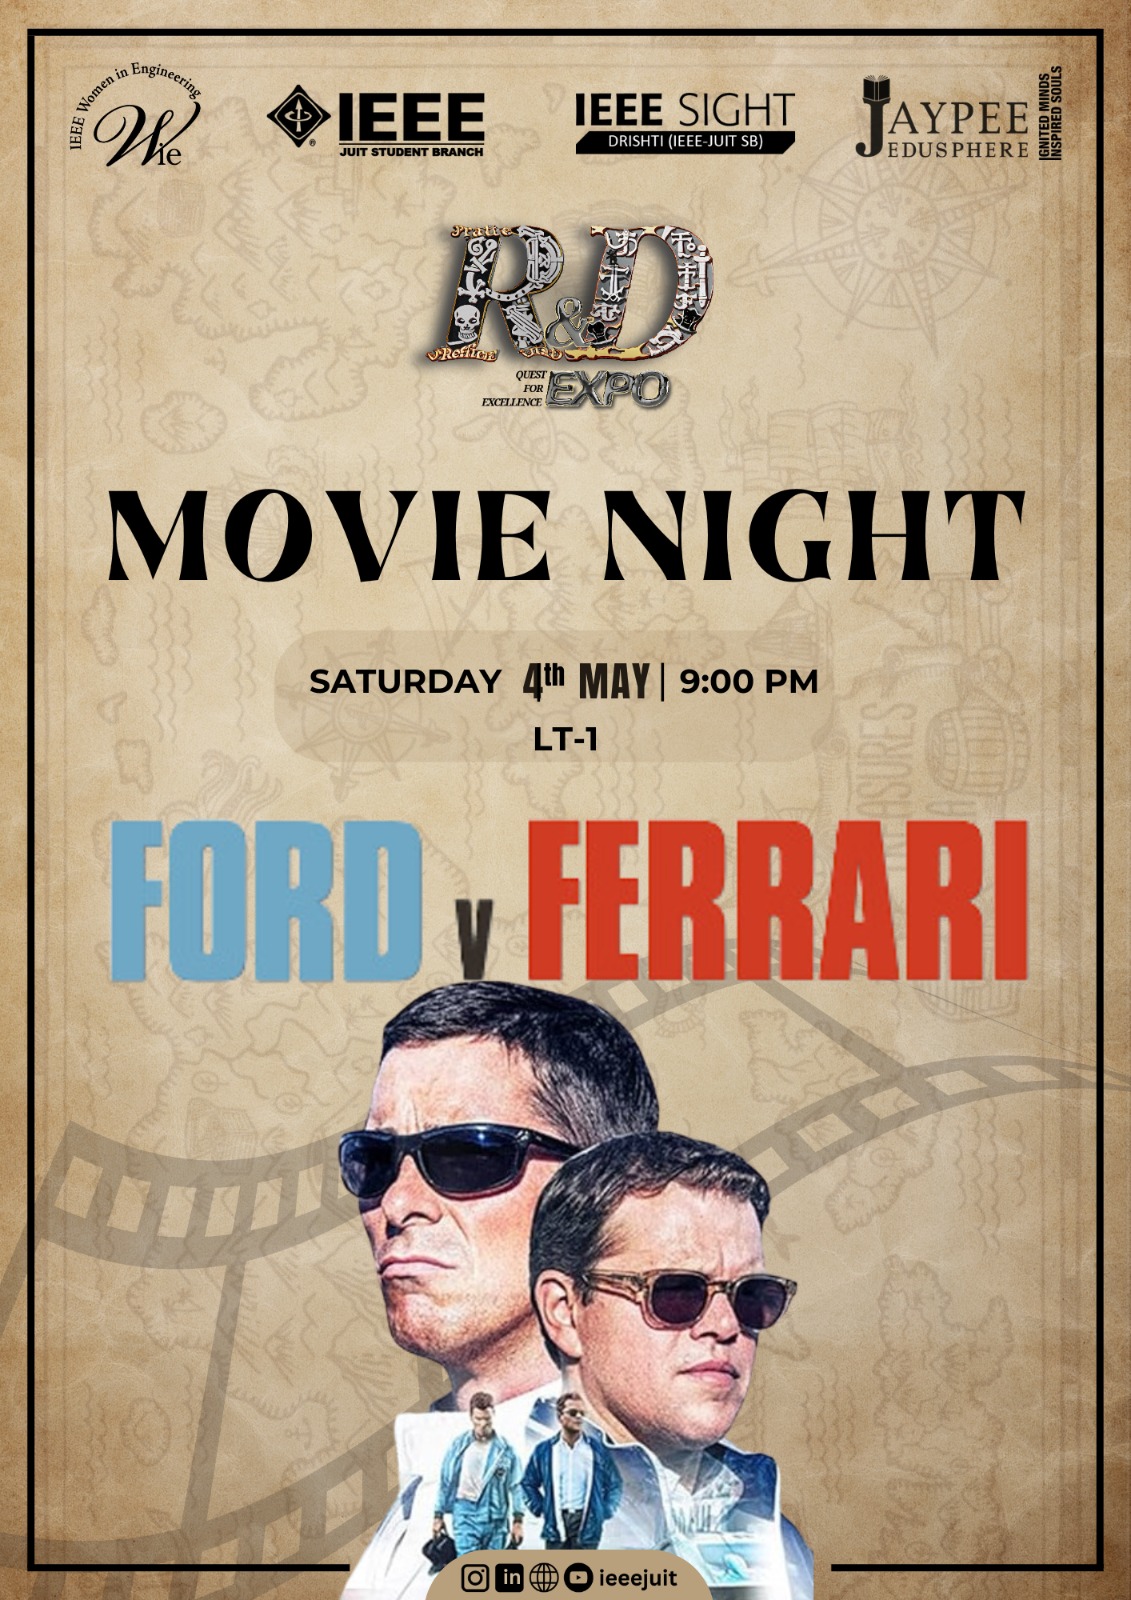 IEEE Women in Engineering
Wie
IEEE
JUIT STUDENT BRANCH
IEEE SIGHT
DRISHTI (IEEE-JUIT SB)
JAYPEE
EDUSPHERE
IGNITED MINDS
INSPIRED SOULS
R&D
QUEST
FOR
EXCELLENCE EXPO
MOVIE NIGHT
SATURDAY 4th MAY | 9:00 PM
LT-1
FORD v FERRARI
in ieeejuit